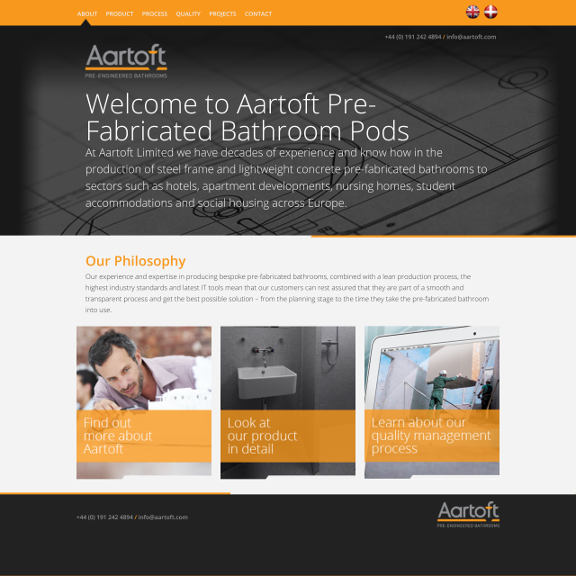 ABOUT PRODUCT PROCESS QUALITY PROJECTS CONTACT
+44 (0) 191 242 4894 / info@aartoft.com
Aartoft
PRE-ENGINEERED BATHROOMS
Welcome to Aartoft Pre-
Fabricated Bathroom Pods
At Aartoft Limited we have decades of experience and know how in the
production of steel frame and lightweight concrete pre-fabricated bathrooms to
sectors such as hotels, apartment developments, nursing homes, student
accommodations and social housing across Europe.
Our Philosophy
Our experience and expertise in producing bespoke pre-fabricated bathrooms, combined with a lean production process, the
highest industry standards and latest IT tools mean that our customers can rest assured that they are part of a smooth and
transparent process and get the best possible solution – from the planning stage to the time they take the pre-fabricated bathroom
into use.
Find out
more about
Aartoft
Look at
our product
in detail
Learn about our
quality management
process
+44 (0) 191 242 4894 / info@aartoft.com
Aartoft
PRE-ENGINEERED BATHROOMS